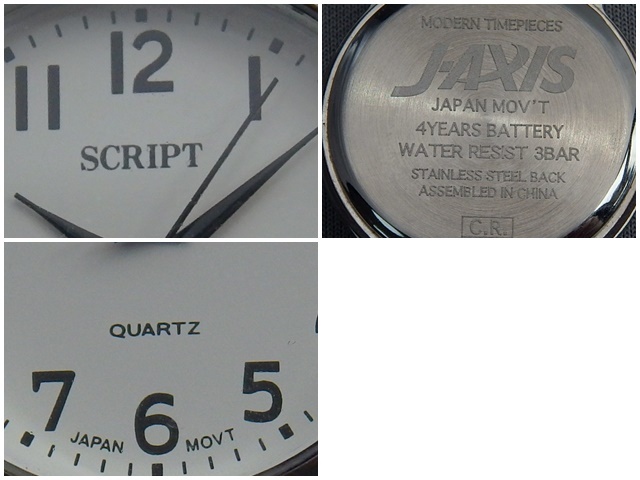 12
11
1
SCRIPT
MODERN TIMEPIECES
J-AXIS
JAPAN MOV'T
4YEARS BATTERY
WATER RESIST 3BAR
STAINLESS STEEL BACK
ASSEMBLED IN CHINA
C.R.
QUARTZ
7 6 5
JAPAN MOVT